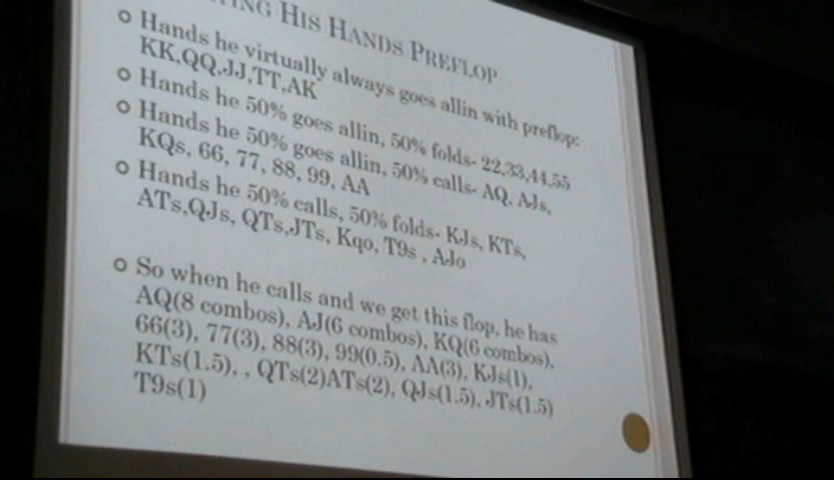 ING HIS HANDS PREFLOP
Hands he virtually always goes allin with preflop:
KK,QQ,JJ,TT,AK
Hands he 50% goes allin, 50% folds- 22,33,44,55
Hands he 50% goes allin, 50% calls- AQ, AJs,
KQs, 66, 77, 88, 99, AA
Hands he 50% calls, 50% folds- KJs, KTs,
ATs,QJs, QTs,JTs, Kqo, T9s , AJo
So when he calls and we get this flop, he has
AQ(8 combos), AJ(6 combos), KQ(6 combos),
66(3), 77(3), 88(3), 99(0.5), AA(3), KJs(1),
KTs(1.5), , QTs(2)ATs(2), QJs(1.5), JTs(1.5)
T9s(1)